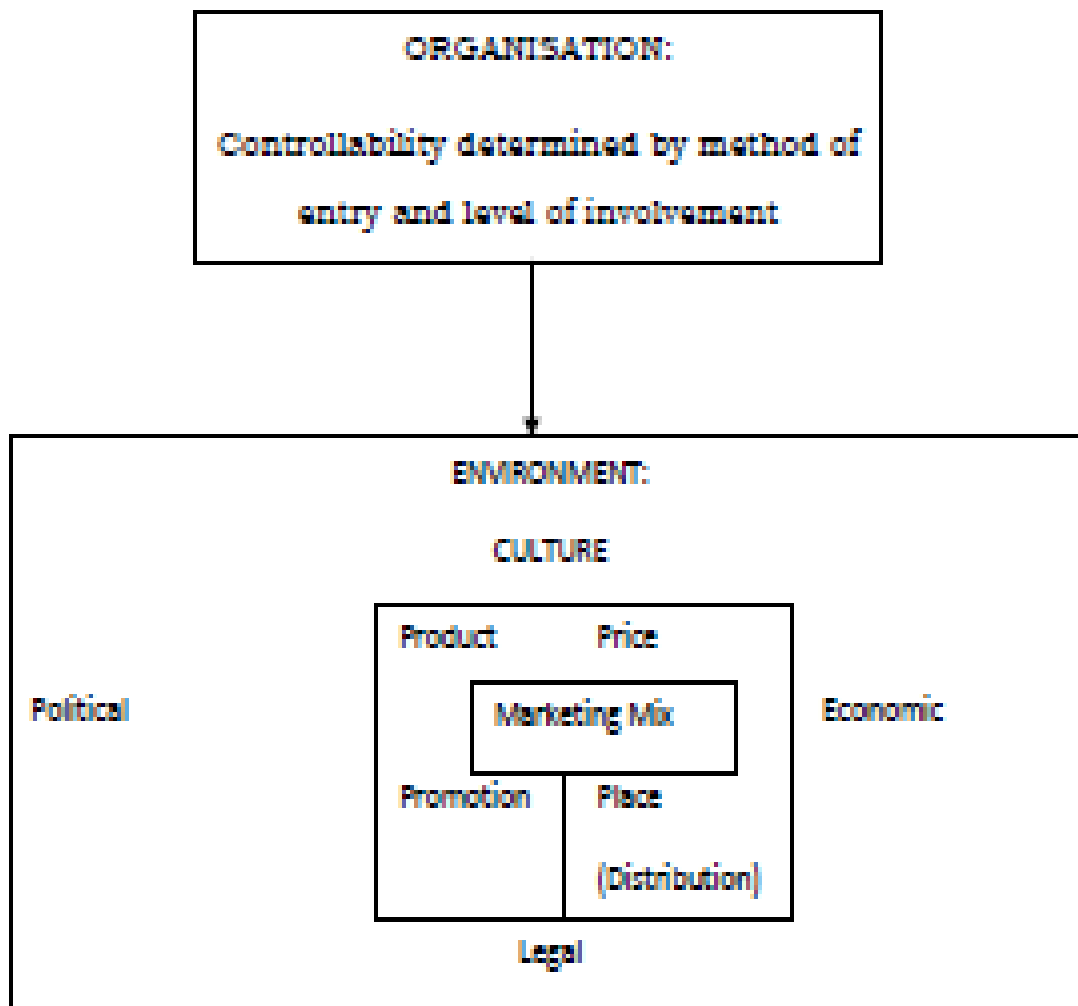 ORGANISATION:
Controllability determined by method of
entry and level of involvement
ENVIRONMENT:
CULTURE
Product Price
Political Marketing Mix Economic
Promotion Place
(Distribution)
Legal